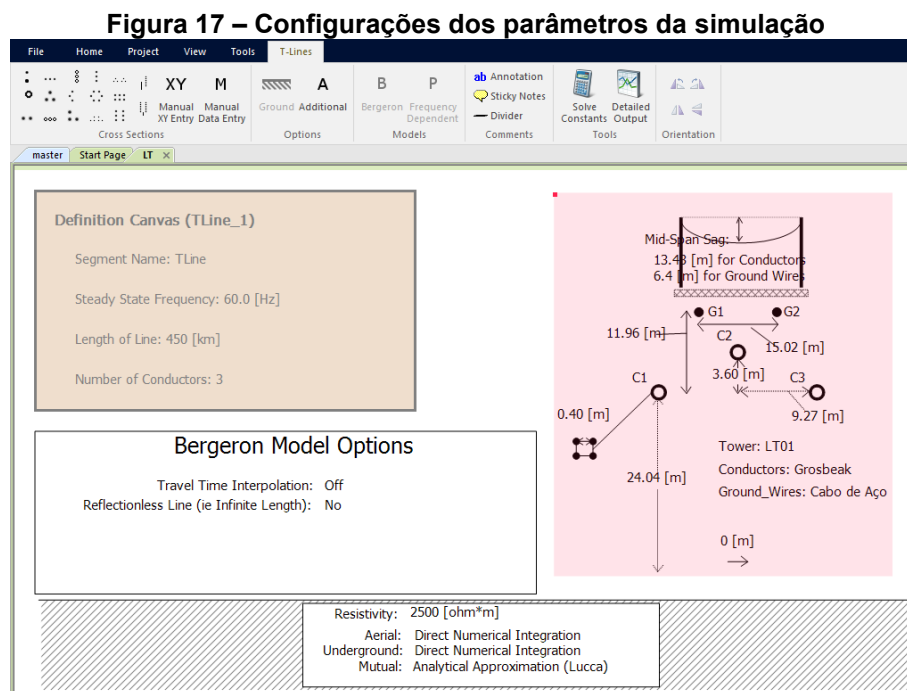 Figura 17 – Configurações dos parâmetros da simulação
File Home Project View Tools T-Lines
XY M
Manual XY Entry
Manual Data Entry
Cross Sections
A
Ground Additional
Options
B P
Bergeron
Frequency Dependent
Models
ab Annotation
Sticky Notes
Divider
Comments
Solve Constants
Detailed Output
Tools
Orientation
master Start Page LT ×
Definition Canvas (TLine_1)
Segment Name: TLine
Steady State Frequency: 60.0 [Hz]
Length of Line: 450 [km]
Number of Conductors: 3
Bergeron Model Options
Travel Time Interpolation: Off
Reflectionless Line (ie Infinite Length): No
Mid-Span Sag:
13.43 [m] for Conductors
6.4 [m] for Ground Wires
G1 G2
11.96 [m]
C2
15.02 [m]
C1
3.60 [m]
C3
0.40 [m]
9.27 [m]
24.04 [m]
Tower: LT01
Conductors: Grosbeak
Ground_Wires: Cabo de Aço
0 [m]
Resistivity: 2500 [ohm*m]
Aerial: Direct Numerical Integration
Underground: Direct Numerical Integration
Mutual: Analytical Approximation (Lucca)